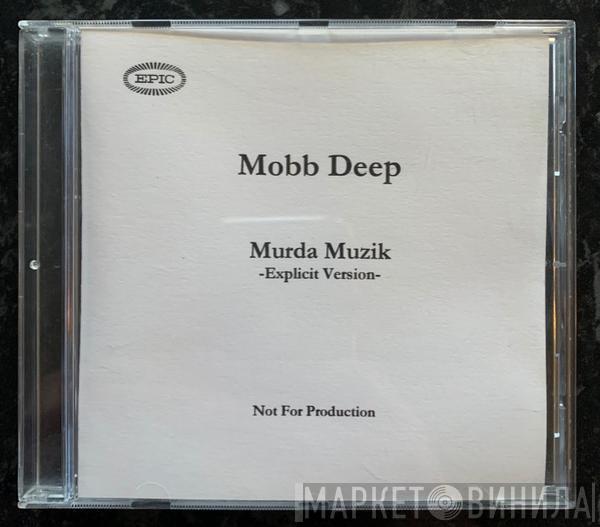 EPIC
Mobb Deep
Murda Muzik
-Explicit Version-
Not For Production
МАРКЕТ ВИНИЛА